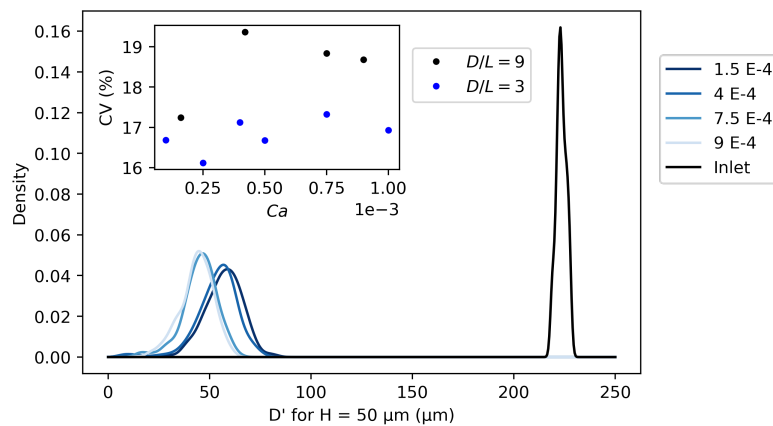 0.16
0.14
0.12
0.10
0.08
0.06
0.04
0.02
0.00
Density
0 50 100 150 200 250
D' for H = 50 μm (μm)
19
18
17
16
CV (%)
0.25 0.50 0.75 1.00
1e−3
Ca
D/L = 9
D/L = 3
1.5 E-4
4 E-4
7.5 E-4
9 E-4
Inlet